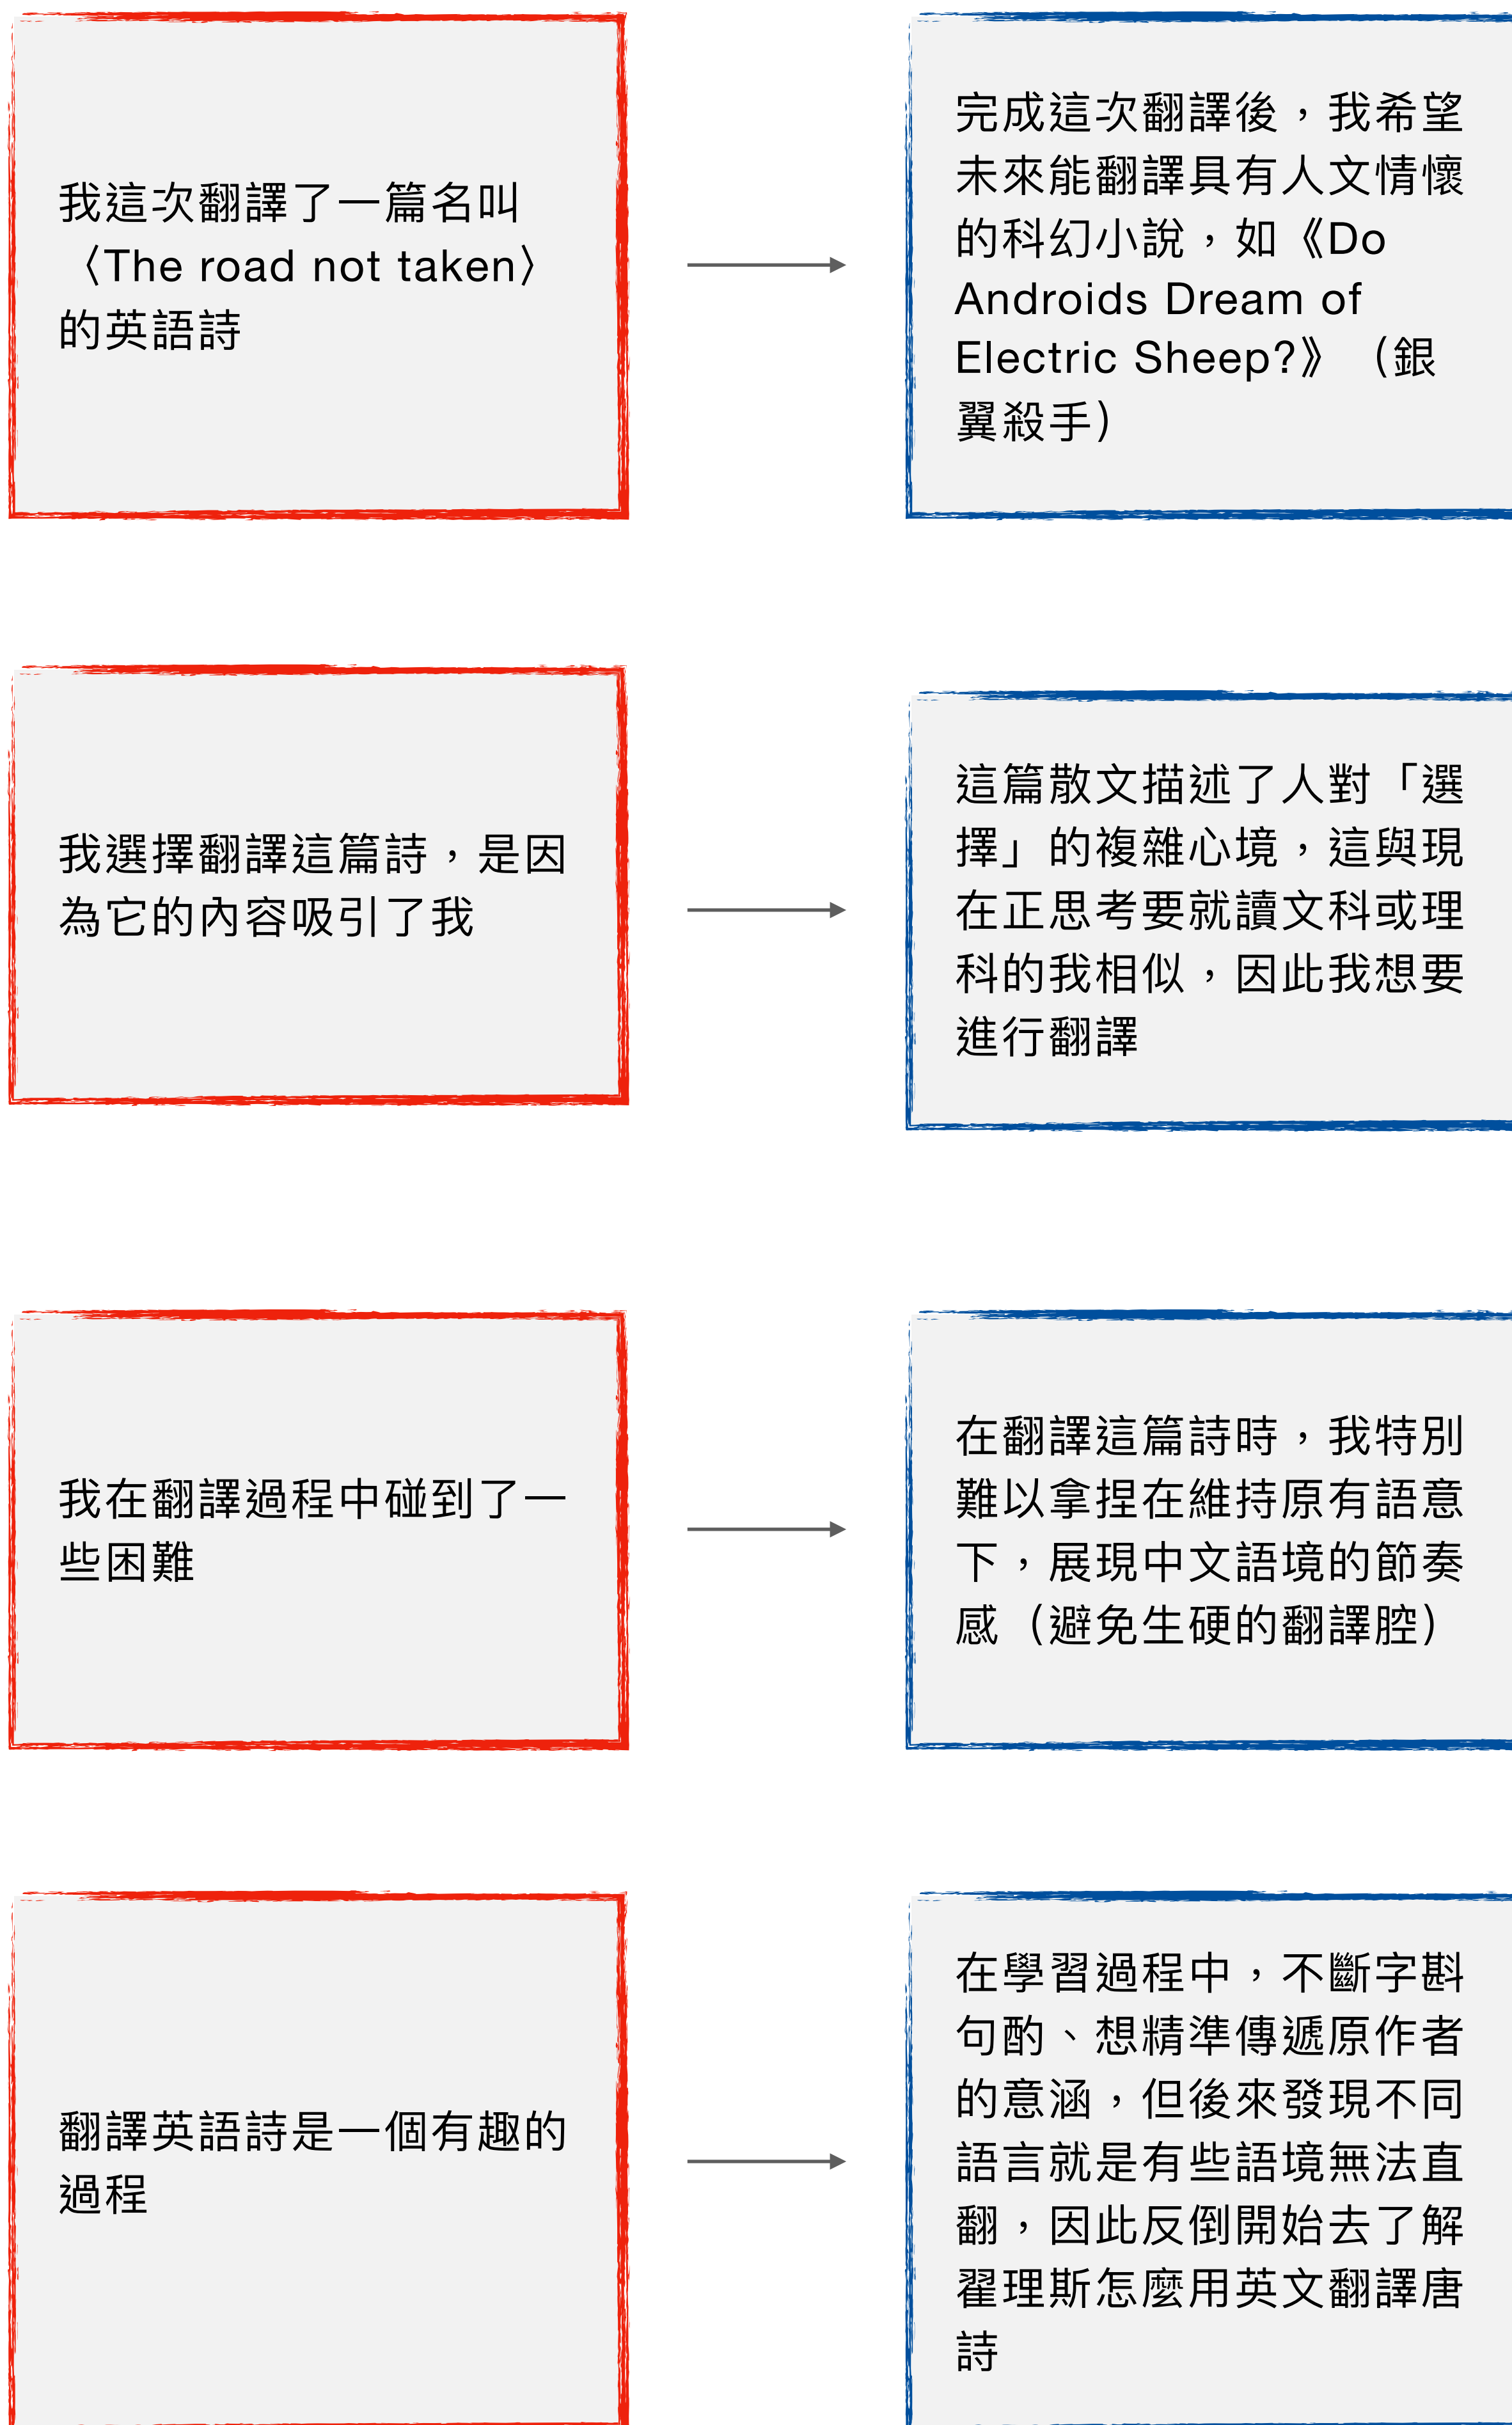 我這次翻譯了一篇名叫
〈The road not taken〉
的英語詩
完成這次翻譯後，我希望
未來能翻譯具有人文情懷
的科幻小說，如《Do
Androids Dream of
Electric Sheep?》（銀
翼殺手）
我選擇翻譯這篇詩，是因
為它的內容吸引了我
這篇散文描述了人對「選
擇」的複雜心境，這與現
在正思考要就讀文科或理
科的我相似，因此我想要
進行翻譯
我在翻譯過程中碰到了一
些困難
在翻譯這篇詩時，我特別
難以拿捏在維持原有語意
下，展現中文語境的節奏
感（避免生硬的翻譯腔）
翻譯英語詩是一個有趣的
過程
在學習過程中，不斷字斟
句酌、想精準傳遞原作者
的意涵，但後來發現不同
語言就是有些語境無法直
翻，因此反倒開始去了解
翟理斯怎麼用英文翻譯唐
詩